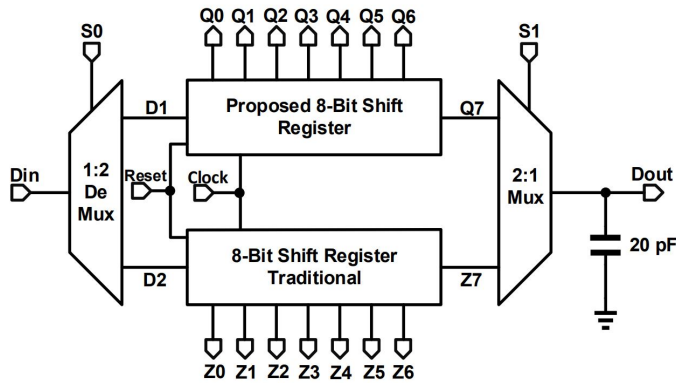 Q0 Q1 Q2 Q3 Q4 Q5 Q6
S0
S1
D1
Proposed 8-Bit Shift
Register
Q7
Din
1:2
De
Mux
Reset
Clock
2:1
Mux
Dout
20 pF
8-Bit Shift Register
Traditional
D2
Z7
Z0 Z1 Z2 Z3 Z4 Z5 Z6